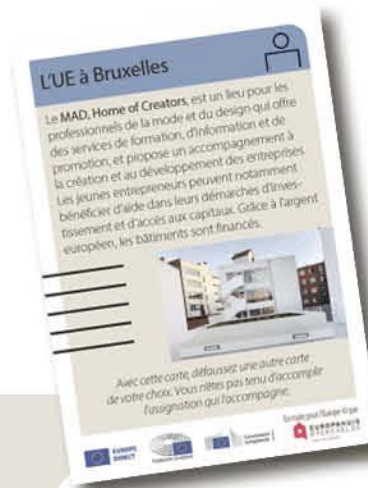 L'UE à Bruxelles
Le MAD, Home of Creators, est un lieu pour les
professionnels de la mode et du design qui offre
des services de formation, d'information et de
promotion, et propose un accompagnement à
la création et au développement des entreprises.
Les jeunes entrepreneurs peuvent notamment
bénéficier d'aide dans leurs démarches d'inves-
tissement et d'accès aux capitaux. Grâce à l'argent
européen, les bâtiments sont financés.
Avec cette carte, défaussez une autre carte
de votre choix. Vous n'êtes pas tenu d'accomplir
l'assignation qui l'accompagne.
EUROPE
DIRECT